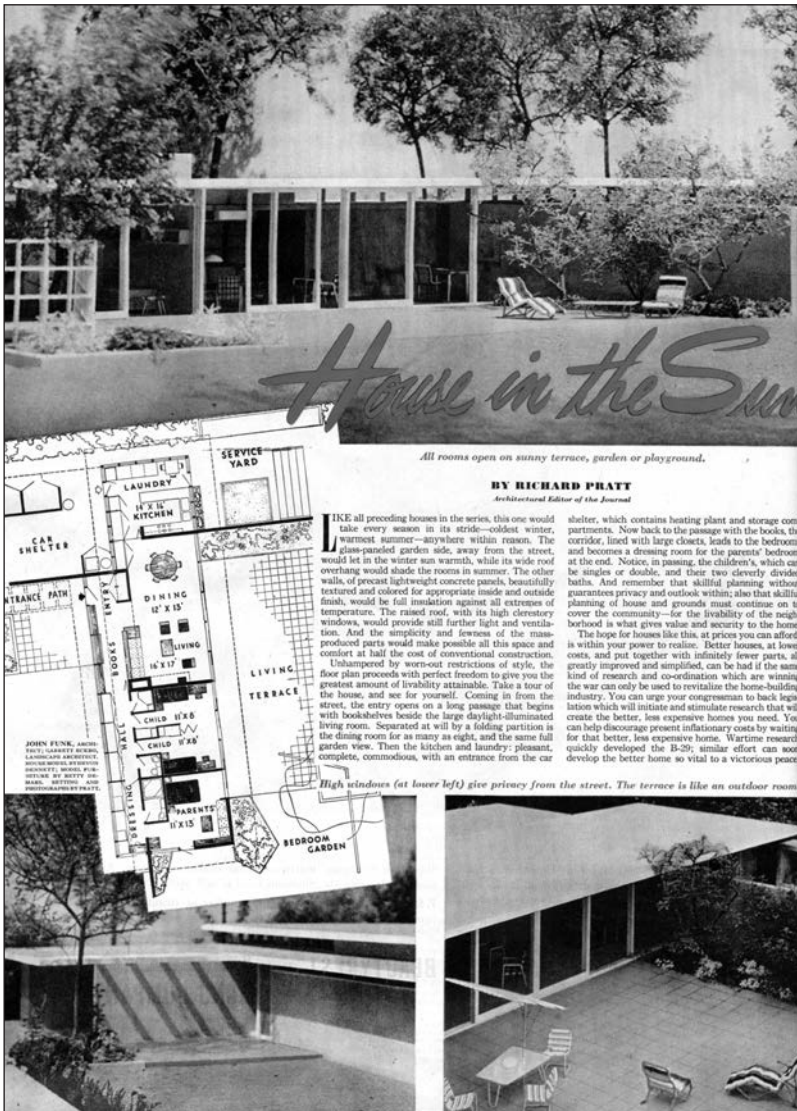 House in the Sun
All rooms open on sunny terrace, garden or playground.
BY RICHARD PRATT
Architectural Editor of the Journal
LIKE all preceding houses in the series, this one would
take every season in its stride—coldest winter,
warmest summer—anywhere within reason. The
glass-paneled garden side, away from the street,
would let in the winter sun warmth, while its wide roof
overhang would shade the rooms in summer. The other
walls, of precast lightweight concrete panels, beautifully
textured and colored for appropriate inside and outside
finish, would be full insulation against all extremes of
temperature. The raised roof, with its high clerestory
windows, would provide still further light and ventila-
tion. And the simplicity and fewness of the mass-
produced parts would make possible all this space and
comfort at half the cost of conventional construction.
Unhampered by worn-out restrictions of style, the
floor plan proceeds with perfect freedom to give you the
greatest amount of livability attainable. Take a tour of
the house, and see for yourself. Coming in from the
street, the entry opens on a long passage that begins
with bookshelves beside the large daylight-illuminated
living room. Separated at will by a folding partition is
the dining room for as many as eight, and the same full
garden view. Then the kitchen and laundry: pleasant,
complete, commodious, with an entrance from the car
shelter, which contains heating plant and storage com
partments. Now back to the passage with the books, th
corridor, lined with large closets, leads to the bedroom
and becomes a dressing room for the parents' bedroom
at the end. Notice, in passing, the children's, which ca
be singles or double, and their two cleverly divide
baths. And remember that skillful planning withou
guarantees privacy and outlook within; also that skillfu
planning of house and grounds must continue on t
cover the community—for the livability of the neigh
borhood is what gives value and security to the home
The hope for houses like this, at prices you can afford
is within your power to realize. Better houses, at lowe
costs, and put together with infinitely fewer parts, al
greatly improved and simplified, can be had if the sam
kind of research and co-ordination which are winning
the war can only be used to revitalize the home-building
industry. You can urge your congressman to back legis
lation which will initiate and stimulate research that wil
create the better, less expensive homes you need. You
can help discourage present inflationary costs by waiting
for that better, less expensive home. Wartime researc
quickly developed the B-29; similar effort can soo
develop the better home so vital to a victorious peace
SERVICE
YARD
LAUNDRY
14' X 16'
KITCHEN
CAR
SHELTER
ENTRANCE PATH
ENTRY
DINING
12' X 13'
BOOKS
LIVING
16' X 17'
LIVING
TERRACE
HALL
CHILD 11' X 8'
CHILD 11' X 8'
DRESSING
PARENTS'
11' X 13'
BEDROOM
GARDEN
JOHN FUNK, ARCHI-
TECT; GARRETT ECKBO,
LANDSCAPE ARCHITECT.
HOUSE MODEL BY
MODEL FUR-
NITURE BY BETTY DE-
SETTING AND
PHOTOGRAPHS BY PRATT.
High windows (at lower left) give privacy from the street. The terrace is like an outdoor room